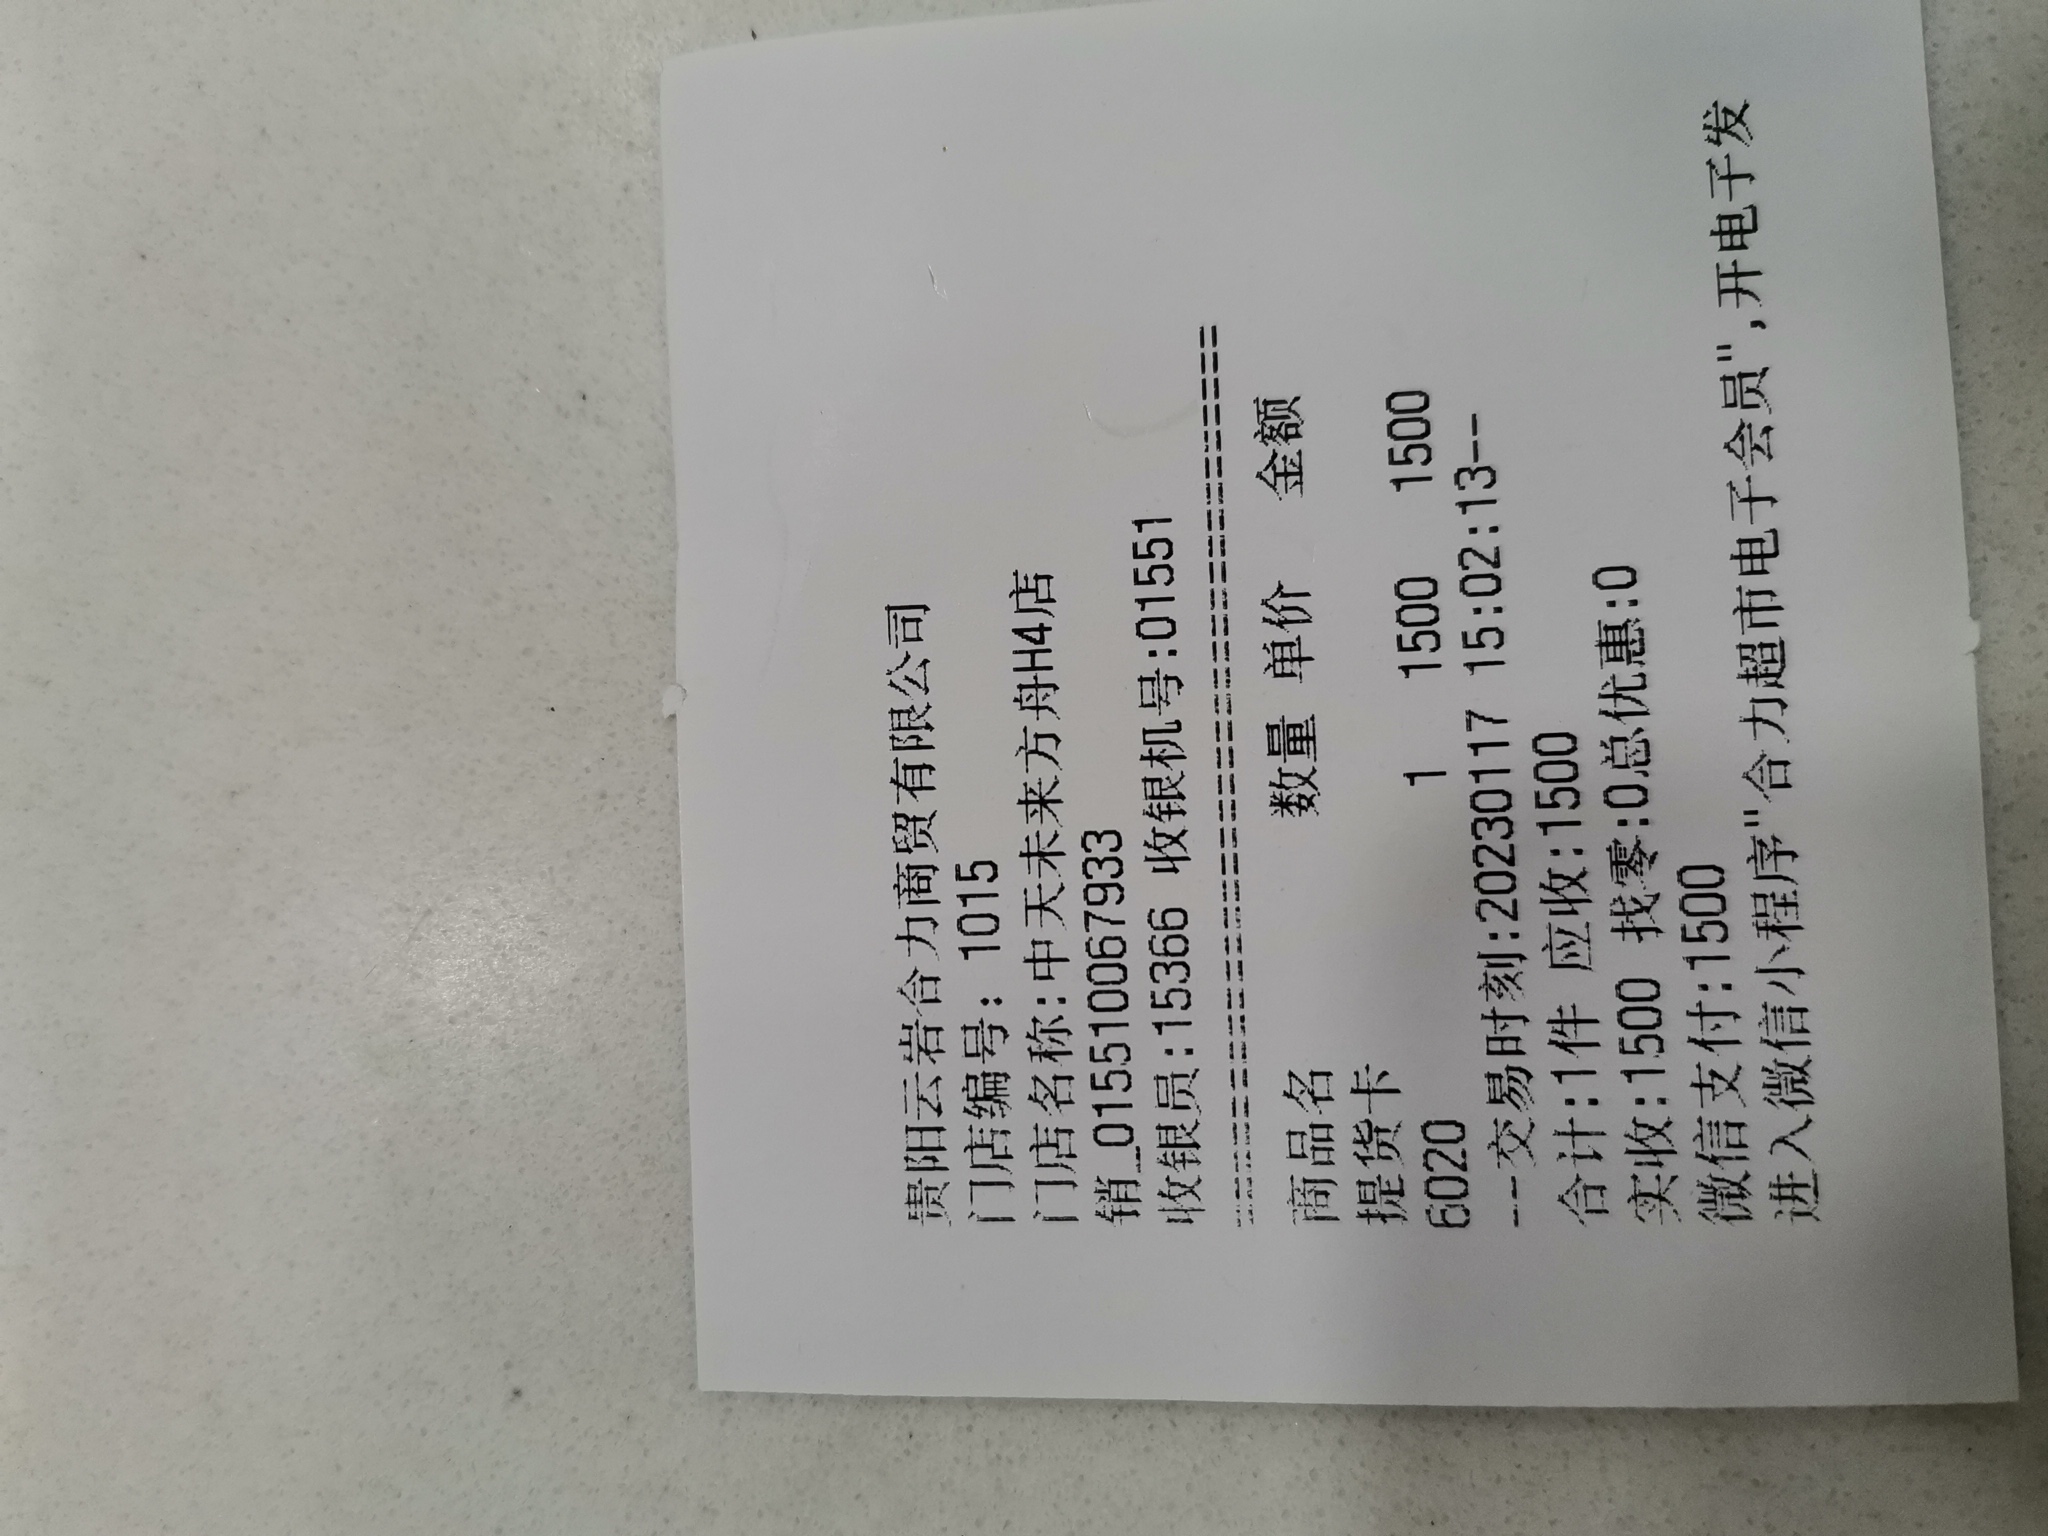 贵阳云岩合力商贸有限公司
门店编号: 1015
门店名称:中天未来方舟H4店
销_015510067933
收银员:15366 收银机号:01551
================================
商品名 数量 单价 金额
提货卡
6020 1 1500 1500
--交易时刻:20230117 15:02:13--
合计:1件 应收:1500
实收:1500 找零:0总优惠:0
微信支付:1500
进入微信小程序"合力超市电子会员",开电子发